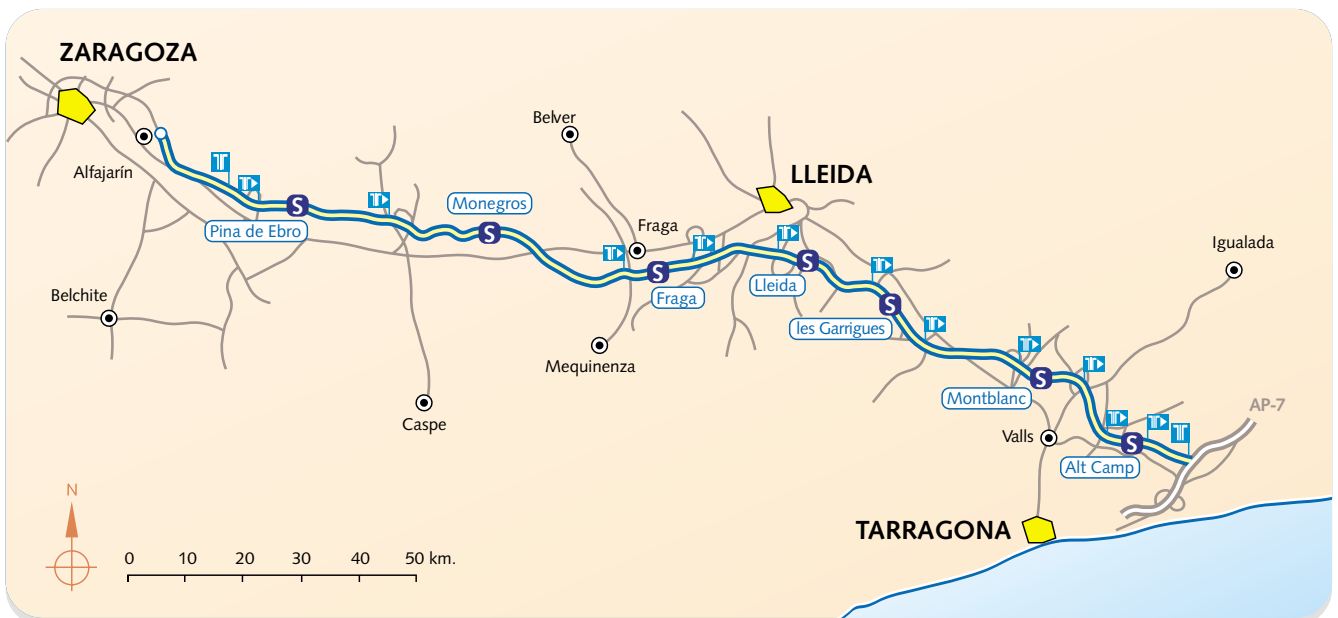 ZARAGOZA
Alfajarín
T
T
S
Pina de Ebro
Belchite
T
Caspe
Monegros
S
Belver
T
Fraga
S
Fraga
Mequinenza
T
LLEIDA
T
S
Lleida
T
S
les Garrigues
T
T
S
Montblanc
T
Igualada
Valls
T
T
T
S
Alt Camp
AP-7
TARRAGONA
N
0 10 20 30 40 50 km.